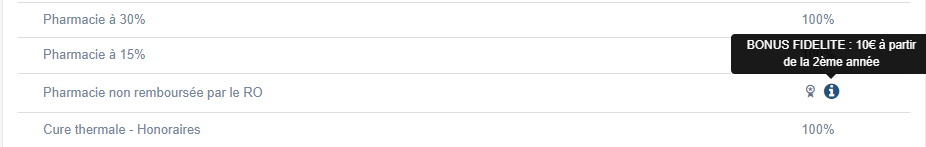 Pharmacie à 30% 100%
Pharmacie à 15%
BONUS FIDELITE : 10€ à partir
de la 2ème année
Pharmacie non remboursée par le RO
Cure thermale - Honoraires 100%